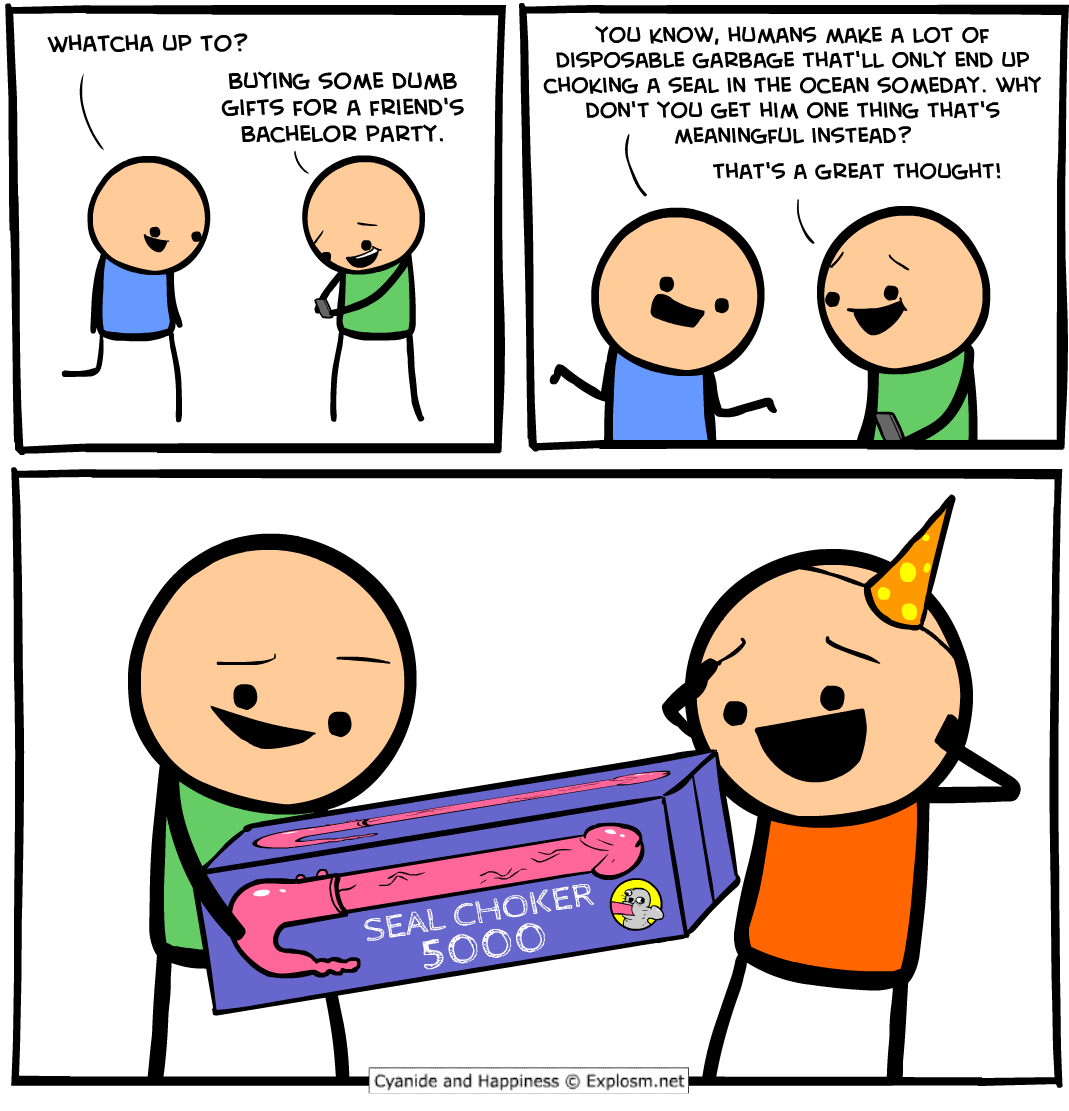 WHATCHA UP TO?
BUYING SOME DUMB
GIFTS FOR A FRIEND'S
BACHELOR PARTY.
YOU KNOW, HUMANS MAKE A LOT OF
DISPOSABLE GARBAGE THAT'LL ONLY END UP
CHOKING A SEAL IN THE OCEAN SOMEDAY. WHY
DON'T YOU GET HIM ONE THING THAT'S
MEANINGFUL INSTEAD?
THAT'S A GREAT THOUGHT!
SEAL CHOKER
5000
Cyanide and Happiness © Explosm.net